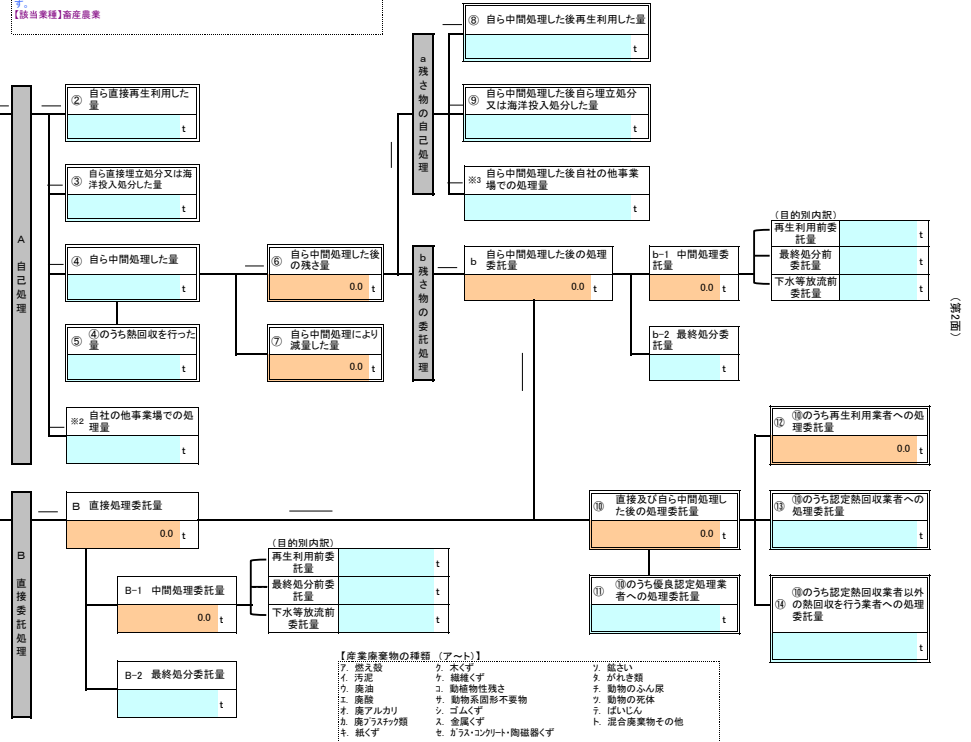 す。
【該当業種】畜産農業
⑧ 自ら中間処理した後再生利用した量
t
a 残さ物の自己処理
② 自ら直接再生利用した
量
t
⑨ 自ら中間処理した後自ら埋立処分
又は海洋投入処分した量
t
③ 自ら直接埋立処分又は海
洋投入処分した量
t
※3 自ら中間処理した後自社の他事業
場での処理量
t
A 自己処理
④ 自ら中間処理した量
t
⑥ 自ら中間処理した後
の残さ量
0.0 t
b 残さ物の委託処理
b 自ら中間処理した後の処理
委託量
0.0 t
b-1 中間処理委
託量
0.0 t
(目的別内訳)
再生利用前委
託量
t
最終処分前
委託量
t
下水等放流前
委託量
t
(第2面)
⑤ ④のうち熱回収を行った
量
t
⑦ 自ら中間処理により
減量した量
0.0 t
b-2 最終処分委
託量
t
※2 自社の他事業場での処
理量
t
⑫ ⑩のうち再生利用業者への処
理委託量
0.0 t
B 直接委託処理
B 直接処理委託量
0.0 t
⑩ 直接及び自ら中間処理し
た後の処理委託量
0.0 t
⑬ ⑩のうち認定熱回収業者への
処理委託量
t
(目的別内訳)
再生利用前委
託量
t
最終処分前委
託量
t
下水等放流前
委託量
t
B-1 中間処理委託量
0.0 t
⑪ ⑩のうち優良認定処理業
者への処理委託量
t
⑭ ⑩のうち認定熱回収業者以外
の熱回収を行う業者への処理
委託量
t
B-2 最終処分委託量
t
【産業廃棄物の種類 (ア~ト)】
ア. 燃え殻 ク. 木くず ソ. 鉱さい
イ. 汚泥 ケ. 繊維くず タ. がれき類
ウ. 廃油 コ. 動植物性残さ チ. 動物のふん尿
エ. 廃酸 サ. 動物系固形不要物 ツ. 動物の死体
オ. 廃アルカリ シ. ゴムくず テ. ばいじん
カ. 廃プラスチック類 ス. 金属くず ト. 混合廃棄物その他
キ. 紙くず セ. ガラス・コンクリート・陶磁器くず